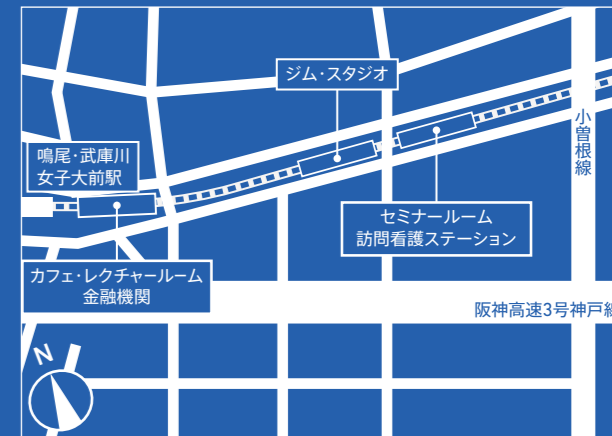 ジム・スタジオ
小曽根線
鳴尾・武庫川
女子大前駅
セミナールーム
訪問看護ステーション
カフェ・レクチャールーム
金融機関
阪神高速3号神戸線
N